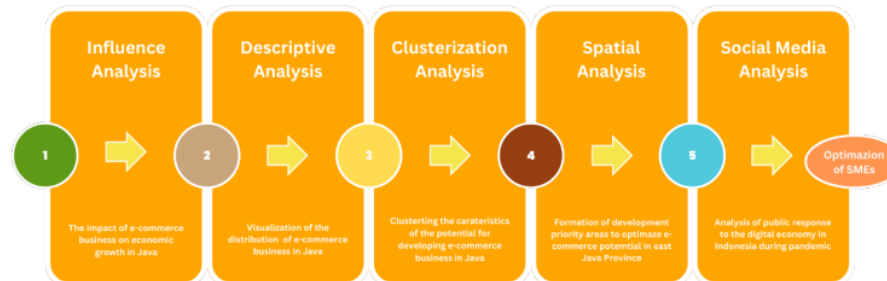 Influence
Analysis
1
The impact of e-commerce
business on economic
growth in Java
Descriptive
Analysis
2
Visualization of the
distribution of e-commerce
business in Java
Clusterization
Analysis
3
Clusterting the carateristics
of the potential for
developing e-commerce
business in Java
Spatial
Analysis
4
Formation of development
priority areas to optimaze e-
commerce potential in east
Java Province
Social Media
Analysis
5
Analysis of public response
to the digital economy in
Indonesia during pandemic
Optimazion
of SMEs